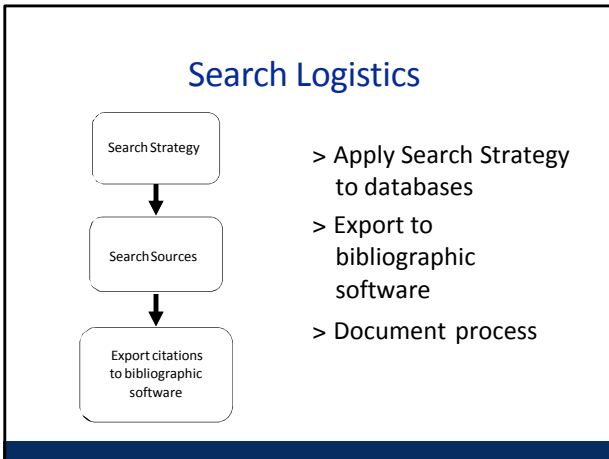 Search Logistics
Search Strategy
Search Sources
Export citations
to bibliographic
software
> Apply Search Strategy
to databases
> Export to
bibliographic
software
> Document process